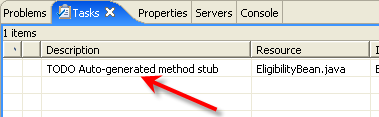 Problems Tasks Properties Servers Console
1 items
Description Resource
TODO Auto-generated method stub EligibilityBean.java